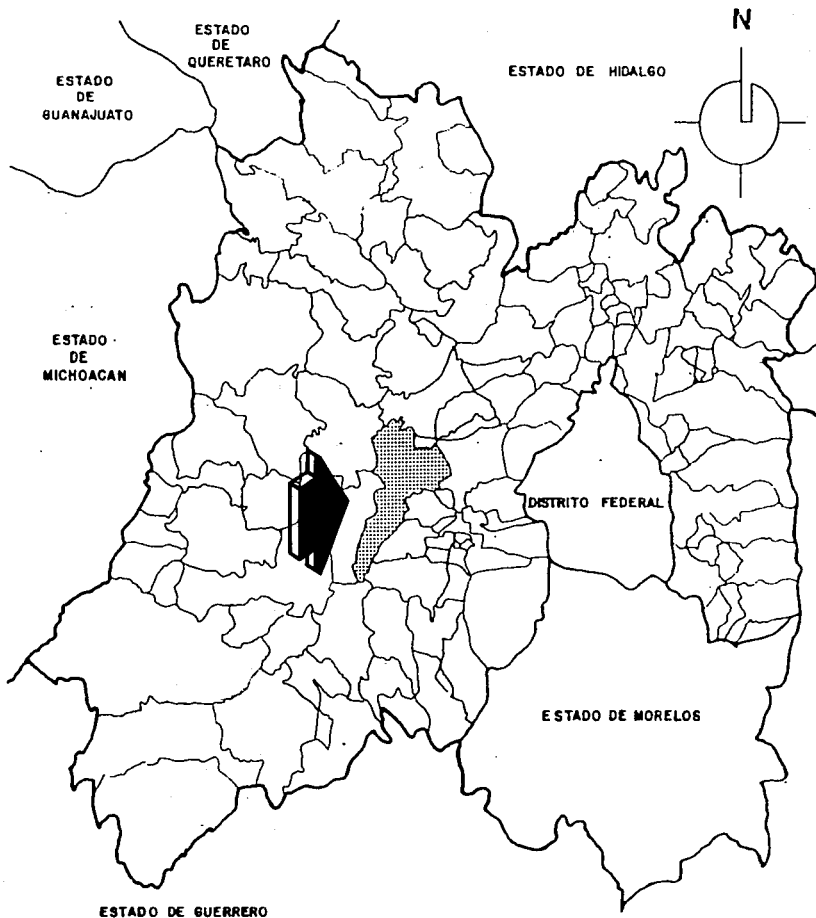 N
ESTADO
DE
QUERETARO
ESTADO DE HIDALGO
ESTADO
DE
GUANAJUATO
ESTADO
DE
MICHOACAN
DISTRITO FEDERAL
ESTADO DE MORELOS
ESTADO DE GUERRERO